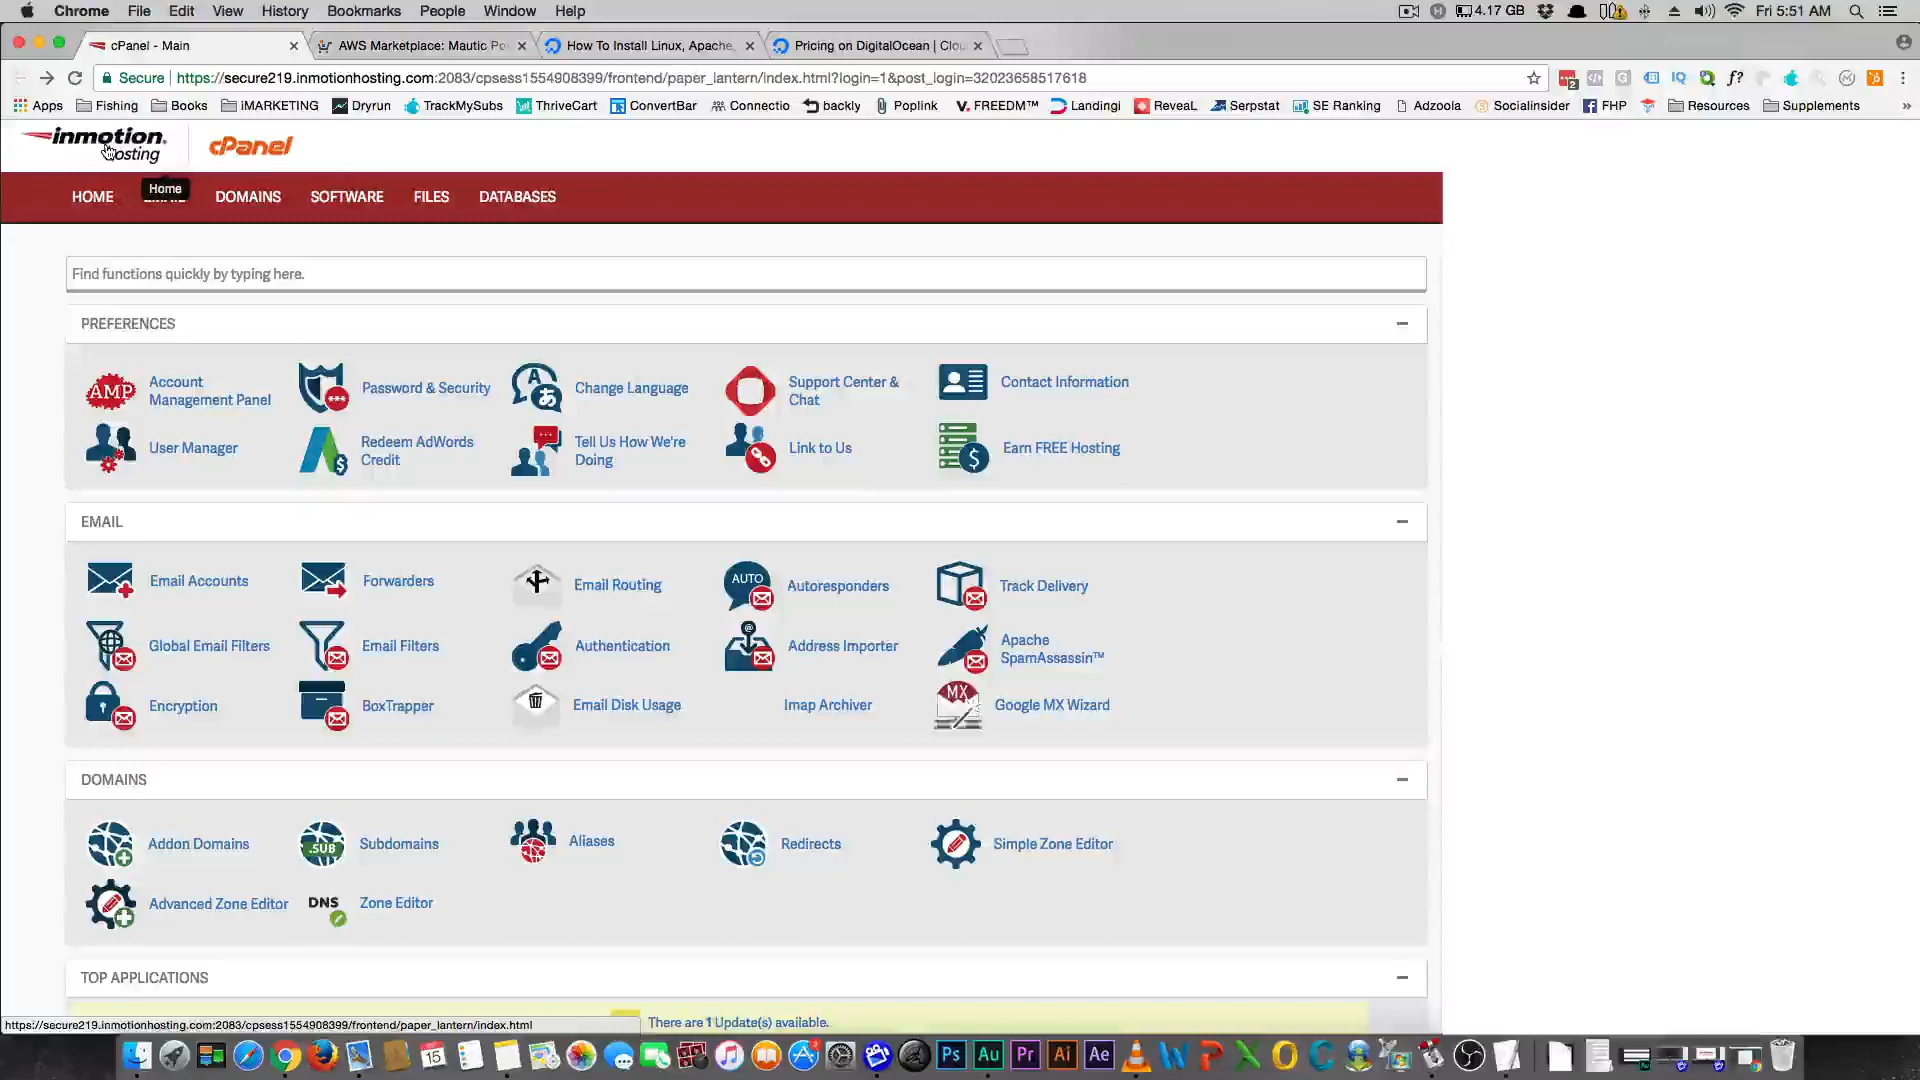 Chrome File Edit View History Bookmarks People Window Help 4.17 GB Fri 5:51 AM
cPanel - Main AWS Marketplace: Mautic Po How To Install Linux, Apache, Pricing on DigitalOcean | Clou
Secure https://secure219.inmotionhosting.com:2083/cpsess1554908399/frontend/paper_lantern/index.html?login=1&post_login=32023658517618
Apps Fishing Books iMARKETING Dryrun TrackMySubs ThriveCart ConvertBar Connectio backly Poplink V.FREEDM™ Landingi ReveaL Serpstat SE Ranking Adzoola Socialinsider FHP Resources Supplements »
inmotion hosting cPanel
Home
HOME DOMAINS SOFTWARE FILES DATABASES
Find functions quickly by typing here.
PREFERENCES
AMP Account Management Panel
Password & Security
Change Language
Support Center & Chat
Contact Information
User Manager
Redeem AdWords Credit
Tell Us How We're Doing
Link to Us
Earn FREE Hosting
EMAIL
Email Accounts
Forwarders
Email Routing
AUTO Autoresponders
Track Delivery
Global Email Filters
Email Filters
Authentication
Address Importer
Apache SpamAssassin™
Encryption
BoxTrapper
Email Disk Usage
Imap Archiver
MX Google MX Wizard
DOMAINS
Addon Domains
.SUB Subdomains
Aliases
Redirects
Simple Zone Editor
Advanced Zone Editor
DNS Zone Editor
TOP APPLICATIONS
There are 1 Update(s) available.
https://secure219.inmotionhosting.com:2083/cpsess1554908399/frontend/paper_lantern/index.html
15 Ps Au Pr Ai Ae